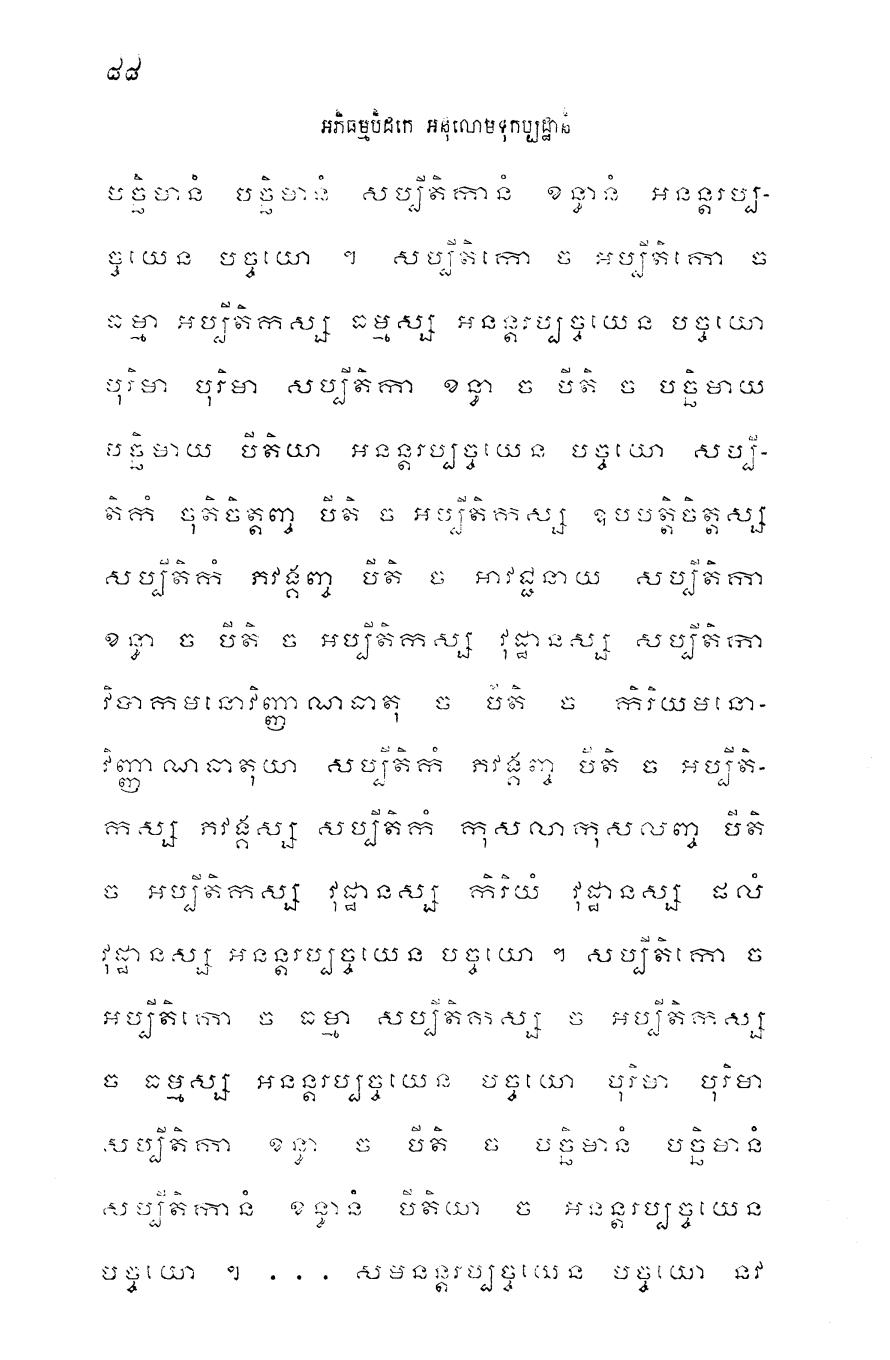 ៨៨
អភិធម្មបិដកេ អនុលោមទុកប្បដ្ឋានំ
បច្ឆិមានំ បច្ឆិមានំ សប្បីតិកានំ ខន្ធានំ អនន្តរប្ប-
ច្ចយេន បច្ចយោ ។ សប្បីតិកោ ច អប្បីតិកោ ច
ធម្មា អប្បីតិកស្ស ធម្មស្ស អនន្តរប្បច្ចយេន បច្ចយោ
បុរិមា បុរិមា សប្បីតិកា ខន្ធា ច បីតិ ច បច្ឆិមាយ
បច្ឆិមាយ បីតិយា អនន្តរប្បច្ចយេន បច្ចយោ សប្បី-
តិកំ ចុតិចិត្តញ្ច បីតិ ច អប្បីតិកស្ស ឧបបត្តិចិត្តស្ស
សប្បីតិកំ ភវង្គញ្ច បីតិ ច អាវជ្ជនាយ សប្បីតិកា
ខន្ធា ច បីតិ ច អប្បីតិកស្ស វុដ្ឋានស្ស សប្បីតិកោ
វិបាកមនោវិញ្ញាណធាតុ ច បីតិ ច កិរិយមនោ-
វិញ្ញាណធាតុយា សប្បីតិកំ ភវង្គញ្ច បីតិ ច អប្បីតិ-
កស្ស ភវង្គស្ស សប្បីតិកំ កុសលាកុសលញ្ច បីតិ
ច អប្បីតិកស្ស វុដ្ឋានស្ស កិរិយំ វុដ្ឋានស្ស ផលំ
វុដ្ឋានស្ស អនន្តរប្បច្ចយេន បច្ចយោ ។ សប្បីតិកោ ច
អប្បីតិកោ ច ធម្មា សប្បីតិកស្ស ច អប្បីតិកស្ស
ច ធម្មស្ស អនន្តរប្បច្ចយេន បច្ចយោ បុរិមា បុរិមា
សប្បីតិកា ខន្ធា ច បីតិ ច បច្ឆិមានំ បច្ឆិមានំ
សប្បីតិកានំ ខន្ធានំ បីតិយា ច អនន្តរប្បច្ចយេន
បច្ចយោ ។ . . . សមនន្តរប្បច្ចយេន បច្ចយោ នវ